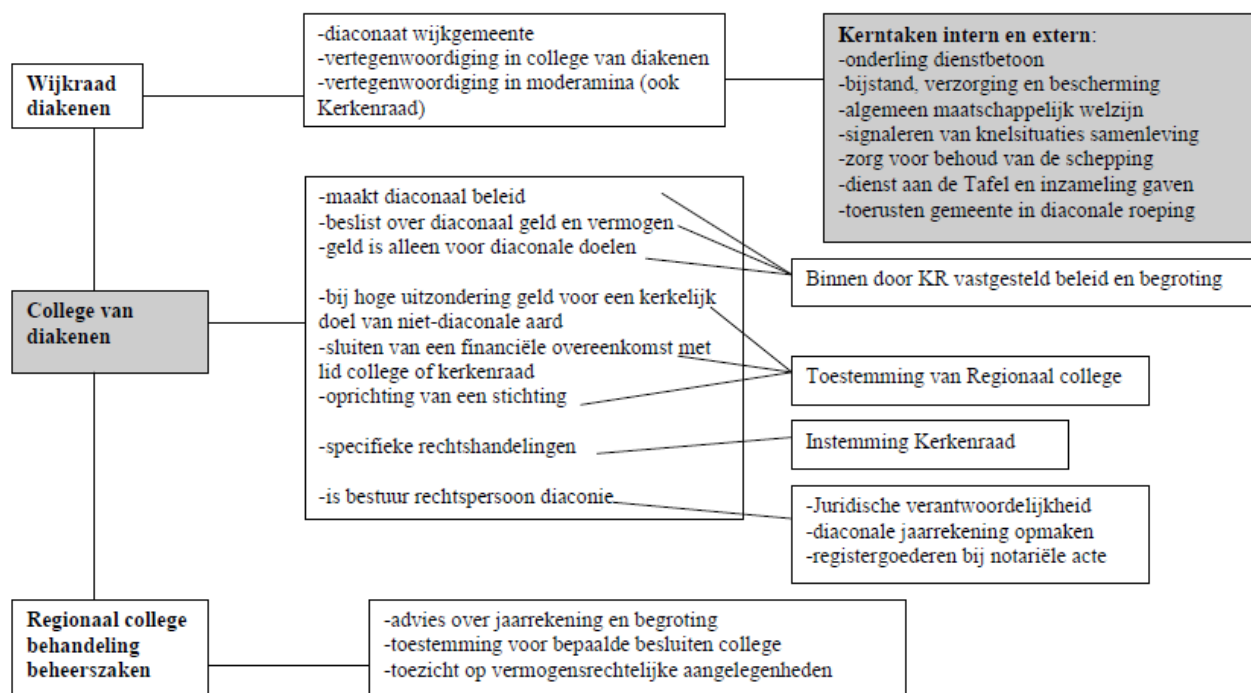 Wijkraad
diakenen
-diaconaat wijkgemeente
-vertegenwoordiging in college van diakenen
-vertegenwoordiging in moderamina (ook
Kerkenraad)
Kerntaken intern en extern:
-onderling dienstbetoon
-bijstand, verzorging en bescherming
-algemeen maatschappelijk welzijn
-signaleren van knelsituaties samenleving
-zorg voor behoud van de schepping
-dienst aan de Tafel en inzameling gaven
-toerusten gemeente in diaconale roeping
College van
diakenen
-maakt diaconaal beleid
-beslist over diaconaal geld en vermogen
-geld is alleen voor diaconale doelen
-bij hoge uitzondering geld voor een kerkelijk
doel van niet-diaconale aard
-sluiten van een financiële overeenkomst met
lid college of kerkenraad
-oprichting van een stichting
-specifieke rechtshandelingen
-is bestuur rechtspersoon diaconie
Binnen door KR vastgesteld beleid en begroting
Toestemming van Regionaal college
Instemming Kerkenraad
-Juridische verantwoordelijkheid
-diaconale jaarrekening opmaken
-registergoederen bij notariële acte
Regionaal college
behandeling
beheerszaken
-advies over jaarrekening en begroting
-toestemming voor bepaalde besluiten college
-toezicht op vermogensrechtelijke aangelegenheden